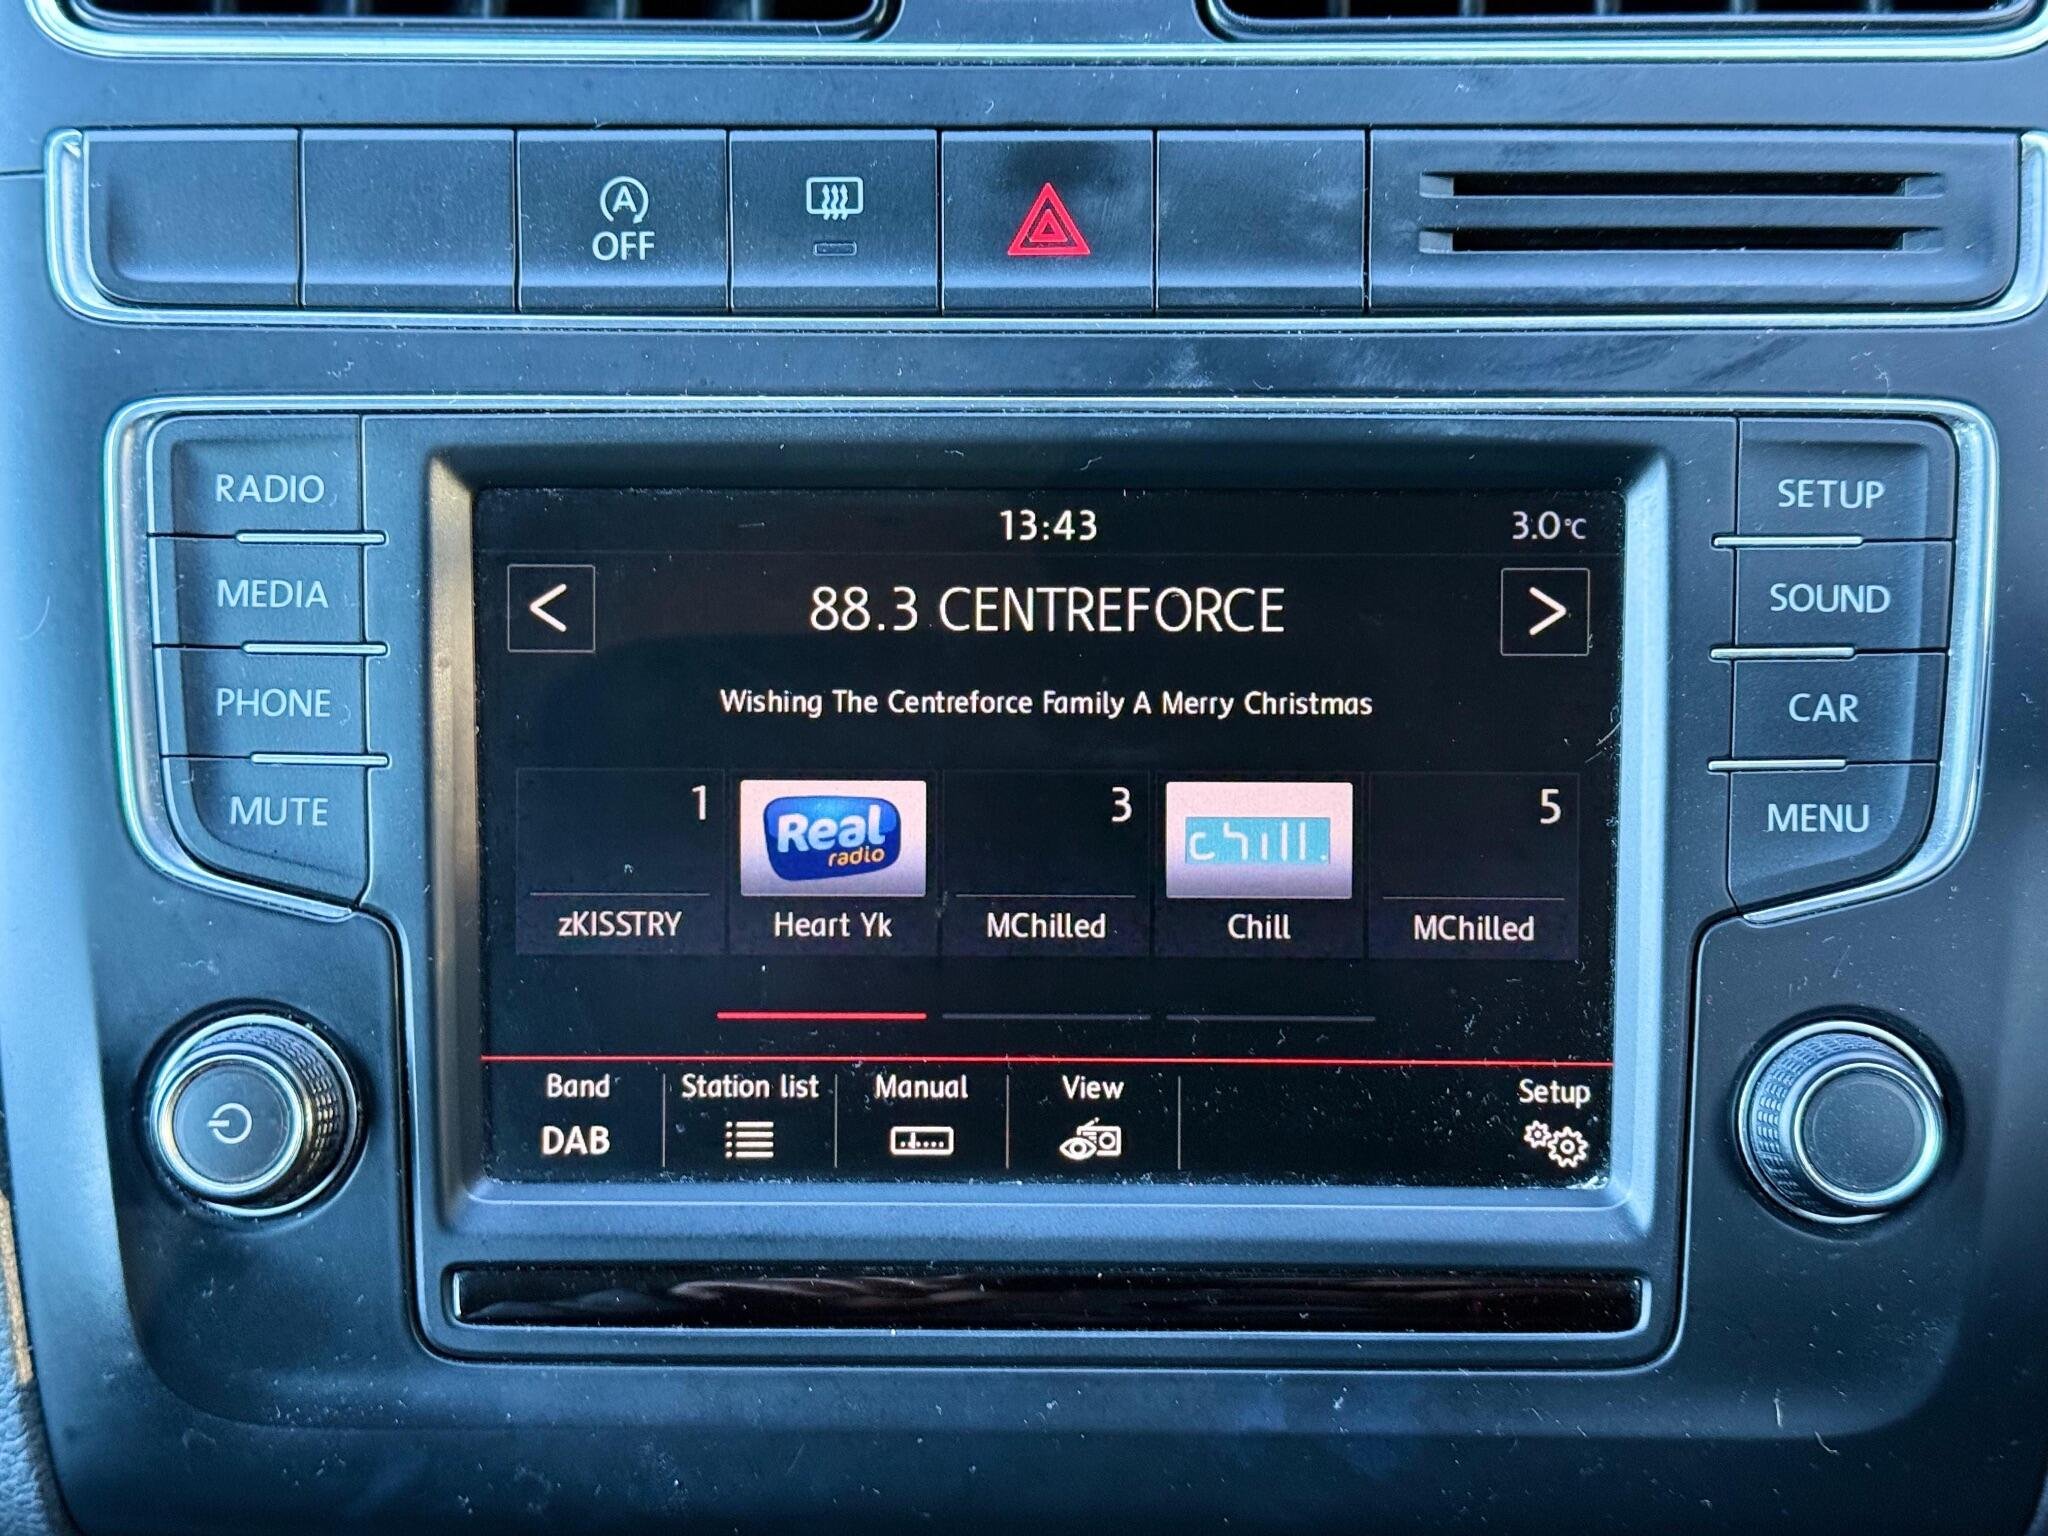 A
OFF
RADIO
MEDIA
PHONE
MUTE
13:43
3.0°C
<
88.3 CENTREFORCE
>
Wishing The Centreforce Family A Merry Christmas
1
Real
radio
3
chill.
5
zKISSTRY
Heart Yk
MChilled
Chill
MChilled
Band
Station list
Manual
View
Setup
DAB
SETUP
SOUND
CAR
MENU